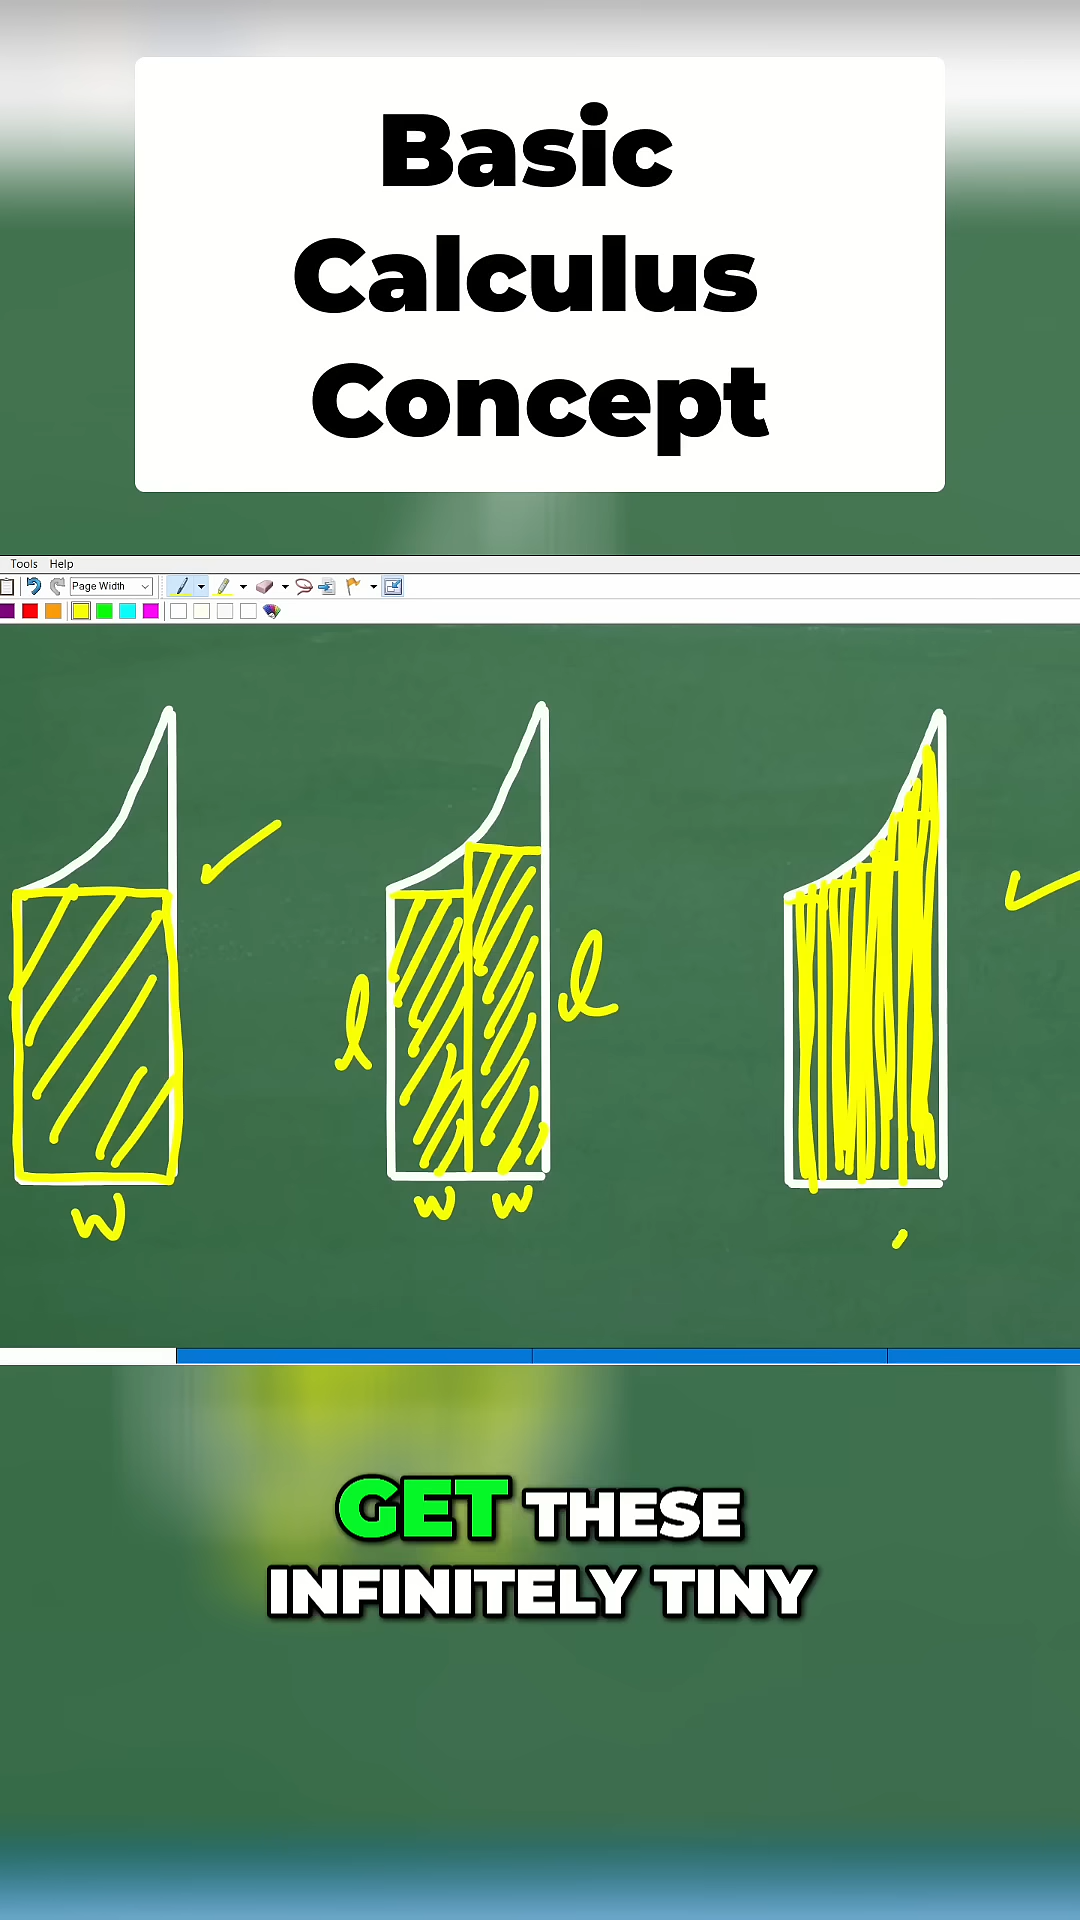 Basic
Calculus
Concept
Tools Help
Page Width
l
l
w
w w
GET THESE
INFINITELY TINY